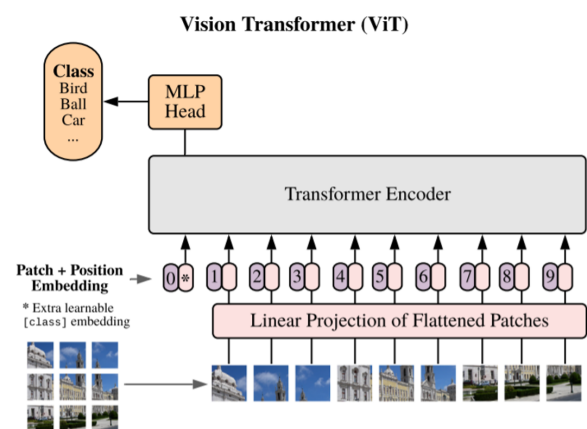 Vision Transformer (ViT)
Class
Bird
Ball
Car
...
MLP
Head
Transformer Encoder
Patch + Position
Embedding
0 * 1 2 3 4 5 6 7 8 9
* Extra learnable
[class] embedding
Linear Projection of Flattened Patches